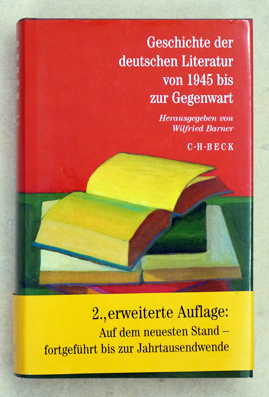 Geschichte der
deutschen Literatur
von 1945 bis
zur Gegenwart
Herausgegeben von
Wilfried Barner
C·H·BECK
2., erweiterte Auflage:
Auf dem neuesten Stand –
fortgeführt bis zur Jahrtausendwende